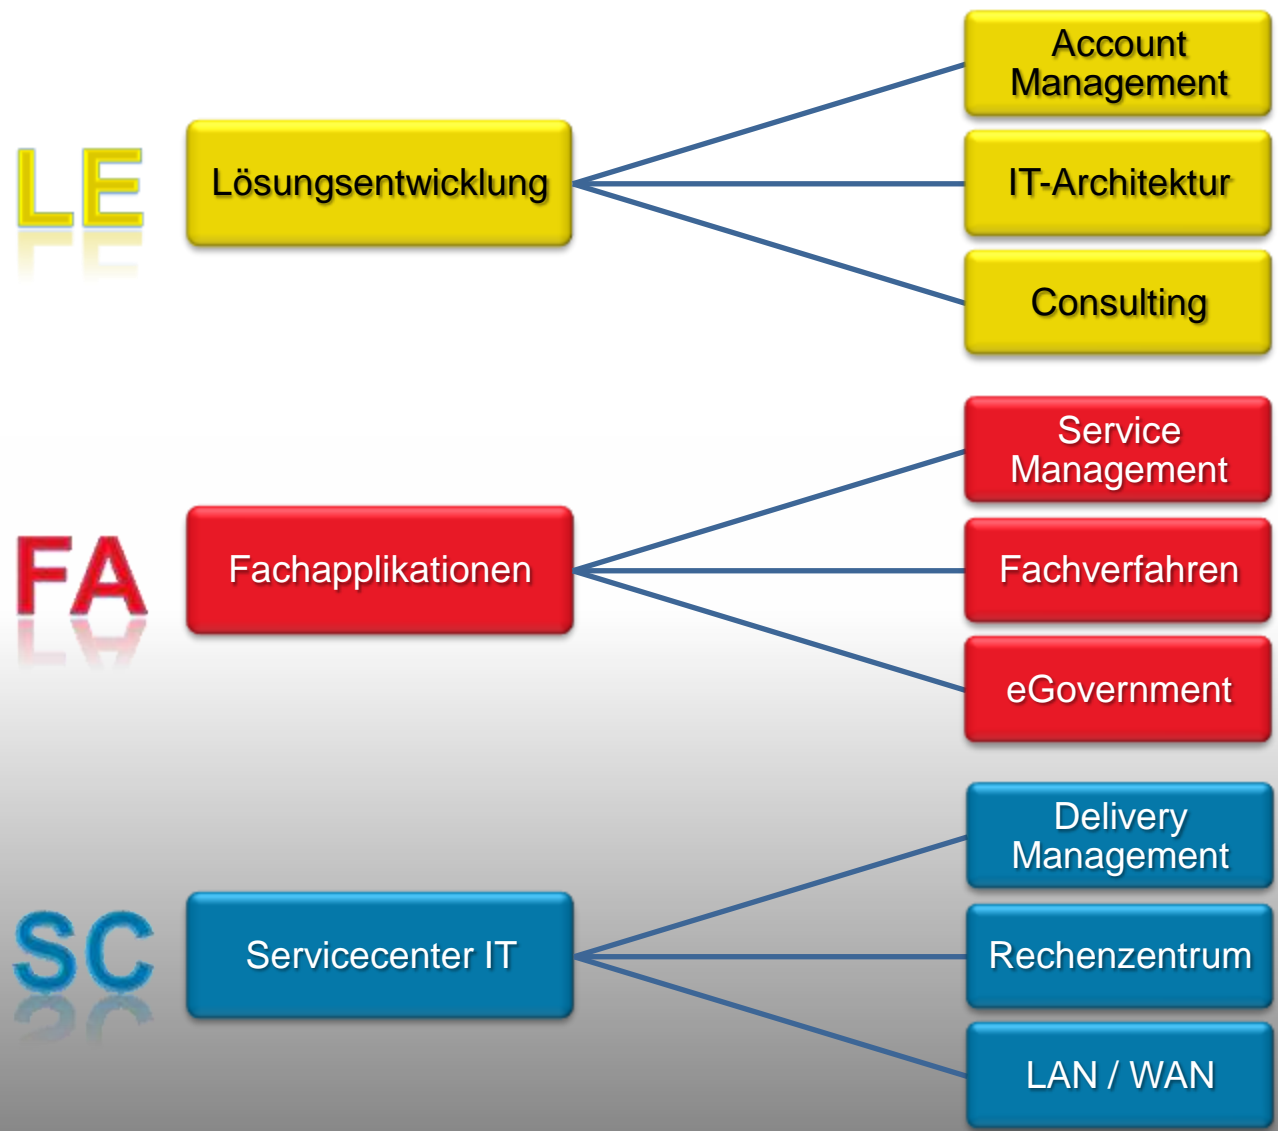 LE
Lösungsentwicklung
Account
Management
IT-Architektur
Consulting
FA
Fachapplikationen
Service
Management
Fachverfahren
eGovernment
SC
Servicecenter IT
Delivery
Management
Rechenzentrum
LAN / WAN